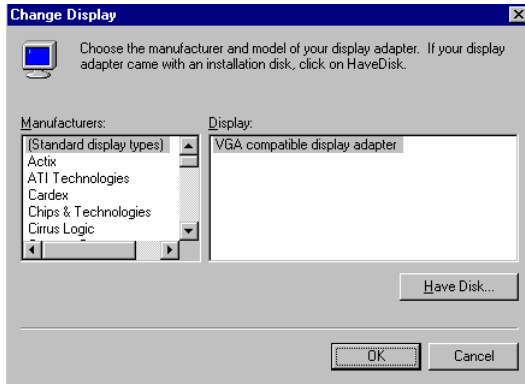 Change Display
Choose the manufacturer and model of your display adapter. If your display
adapter came with an installation disk, click on HaveDisk.
Manufacturers:
(Standard display types)
Actix
ATI Technologies
Cardex
Chips & Technologies
Cirrus Logic
Display:
VGA compatible display adapter
Have Disk...
OK
Cancel